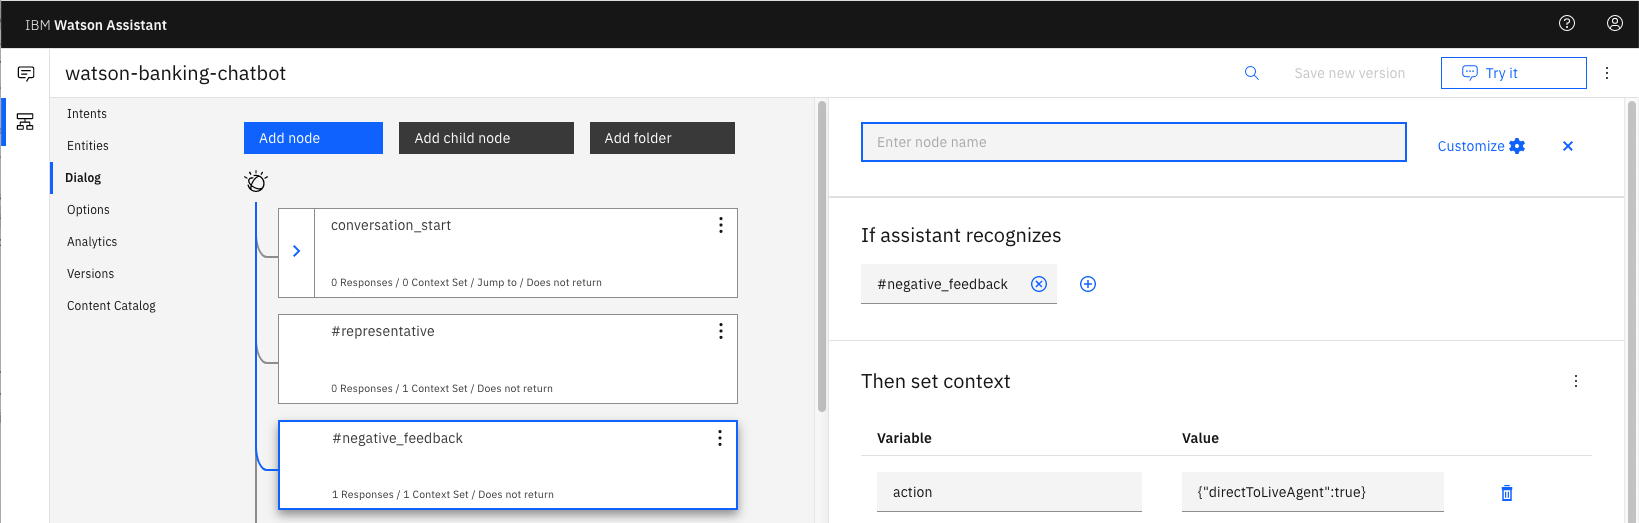 IBM Watson Assistant
watson-banking-chatbot
Save new version
Try it
Intents
Entities
Dialog
Options
Analytics
Versions
Content Catalog
Add node
Add child node
Add folder
conversation_start
0 Responses / 0 Context Set / Jump to / Does not return
#representative
0 Responses / 1 Context Set / Does not return
#negative_feedback
1 Responses / 1 Context Set / Does not return
Enter node name
Customize
If assistant recognizes
#negative_feedback
Then set context
Variable Value
action {"directToLiveAgent":true}